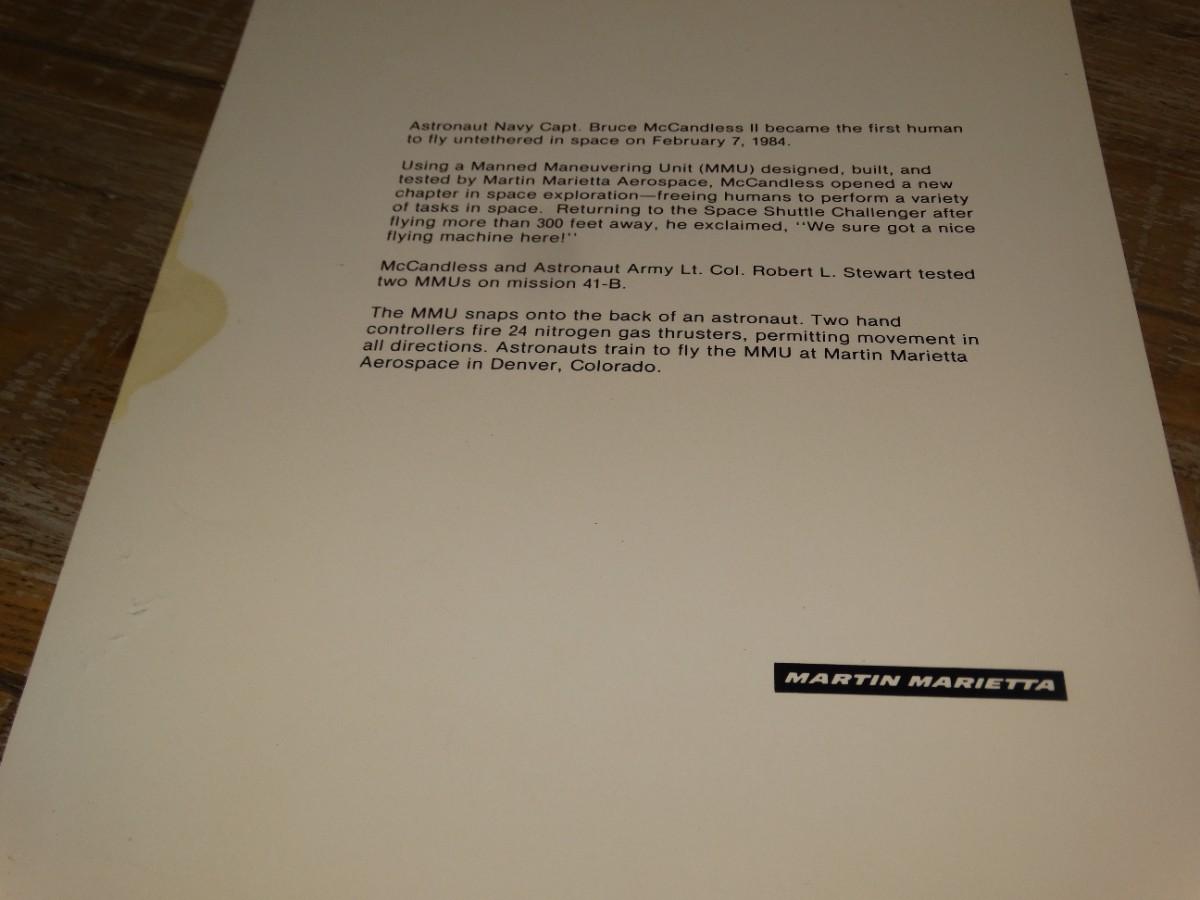 Astronaut Navy Capt. Bruce McCandless II became the first human
to fly untethered in space on February 7, 1984.
Using a Manned Maneuvering Unit (MMU) designed, built, and
tested by Martin Marietta Aerospace, McCandless opened a new
chapter in space exploration—freeing humans to perform a variety
of tasks in space. Returning to the Space Shuttle Challenger after
flying more than 300 feet away, he exclaimed, ‘‘We sure got a nice
flying machine here!’’
McCandless and Astronaut Army Lt. Col. Robert L. Stewart tested
two MMUs on mission 41-B.
The MMU snaps onto the back of an astronaut. Two hand
controllers fire 24 nitrogen gas thrusters, permitting movement in
all directions. Astronauts train to fly the MMU at Martin Marietta
Aerospace in Denver, Colorado.
MARTIN MARIETTA